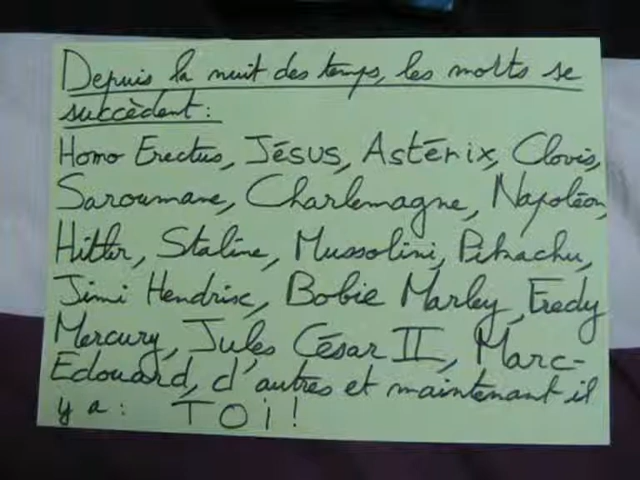 Depuis la nuit des temps, les morts se
succèdent :
Homo Erectus, Jésus, Astérix, Clovis,
Saroumane, Charlemagne, Napoléon,
Hitler, Staline, Mussolini, Pikachu,
Jimi Hendrix, Bobie Marley, Fredy
Mercury, Jules César II, Marc-
Edouard, d'autres et maintenant il
y a : TOi !